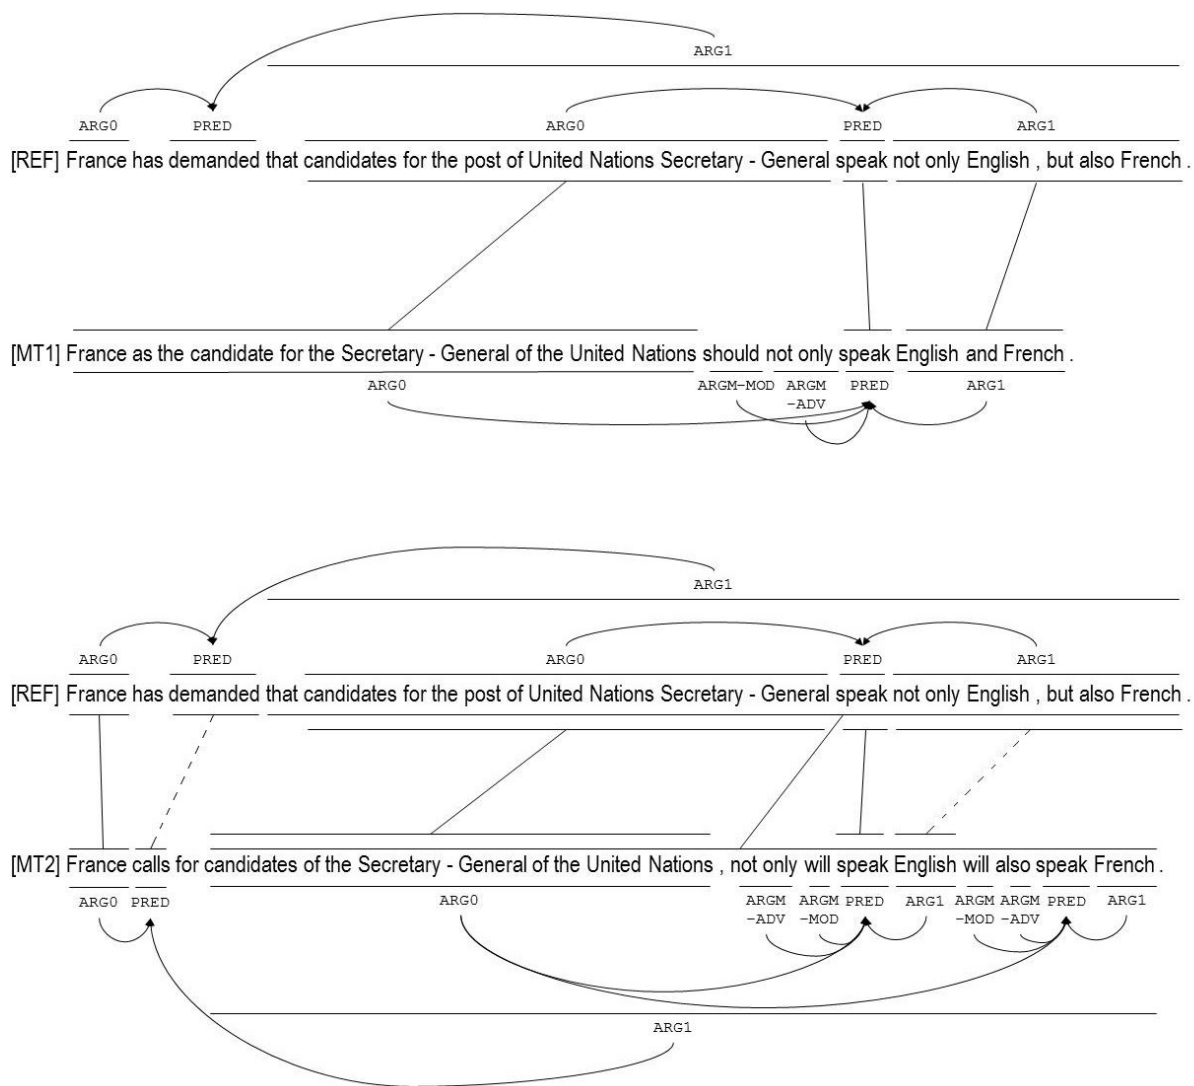 ARG1
ARG0 PRED ARG0 PRED ARG1
[REF] France has demanded that candidates for the post of United Nations Secretary - General speak not only English , but also French .
[MT1] France as the candidate for the Secretary - General of the United Nations should not only speak English and French .
ARG0 ARGM-MOD ARGM PRED ARG1
-ADV
ARG1
ARG0 PRED ARG0 PRED ARG1
[REF] France has demanded that candidates for the post of United Nations Secretary - General speak not only English , but also French .
[MT2] France calls for candidates of the Secretary - General of the United Nations , not only will speak English will also speak French .
ARG0 PRED ARG0 ARGM ARGM PRED ARG1 ARGM ARGM PRED ARG1
-ADV -MOD -MOD -ADV
ARG1